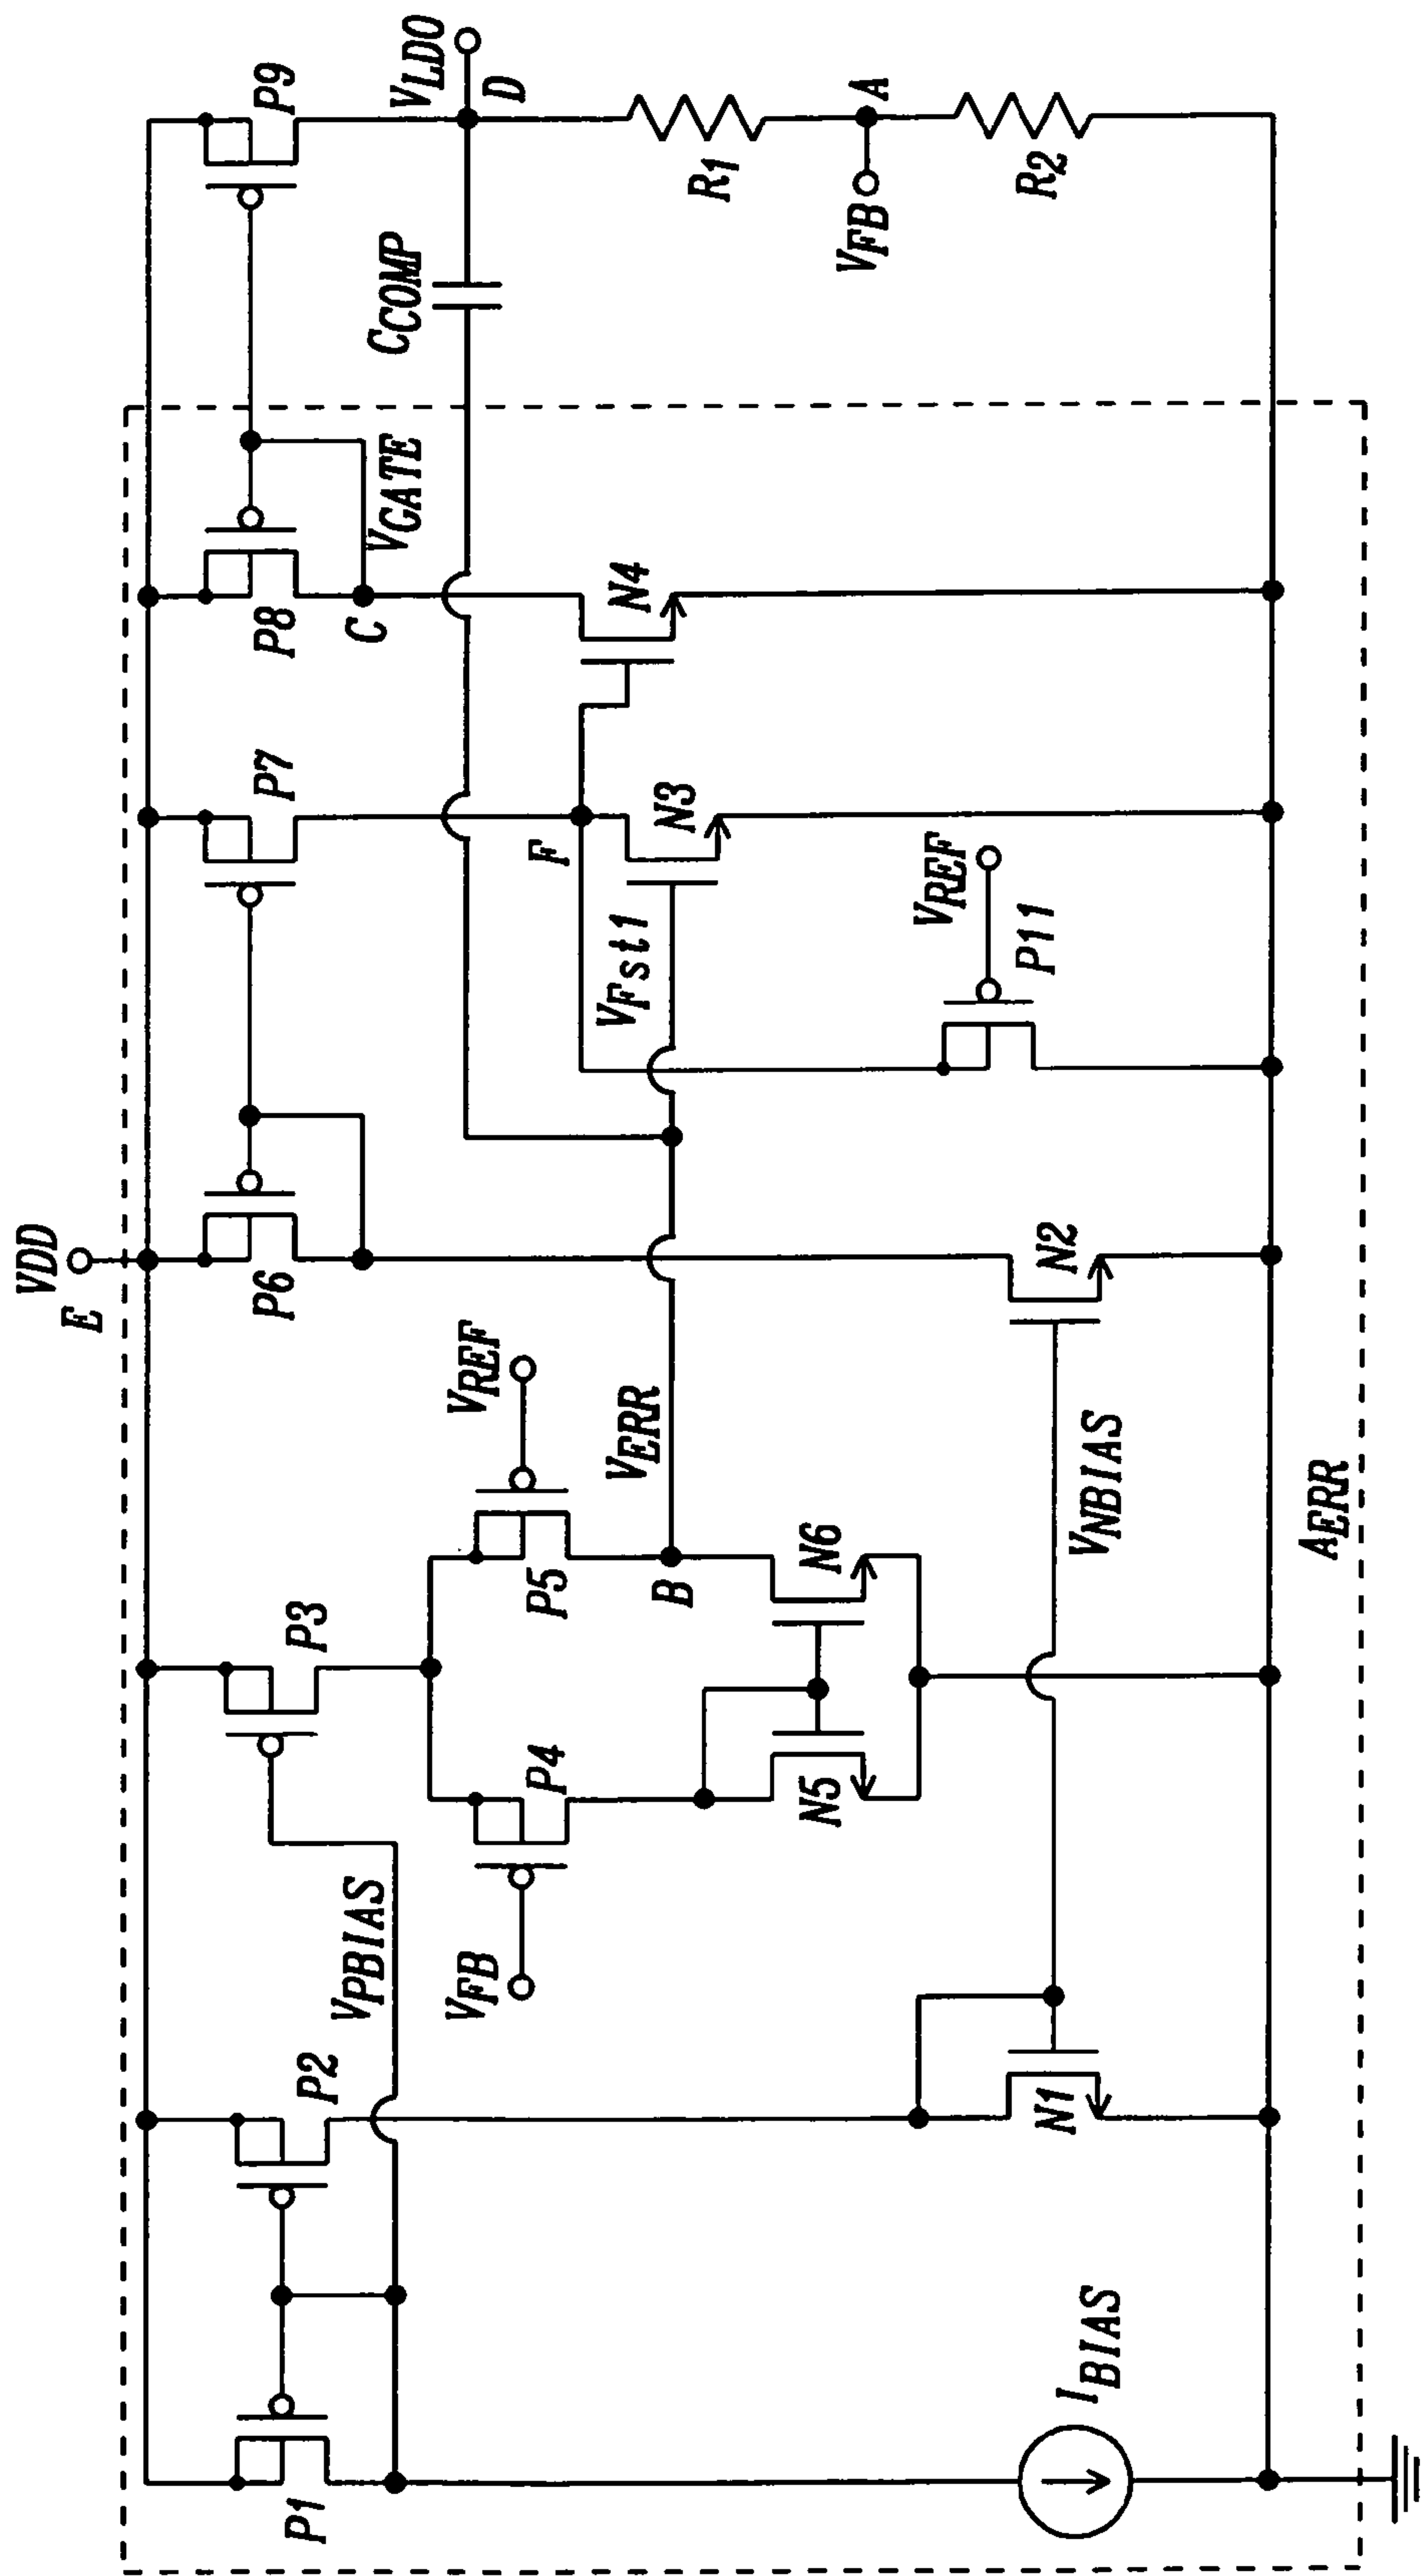 VDD
E
P1
P2
P3
P6
P7
P8
P9
VPBIAS
VGATE
C
CCOMP
VLDO
D
VFB
P4
VREF
P5
VERR
B
VFst1
F
N5
N6
N3
N4
R1
VFB
A
VREF
P11
R2
IBIAS
N1
VNBIAS
N2
AERR